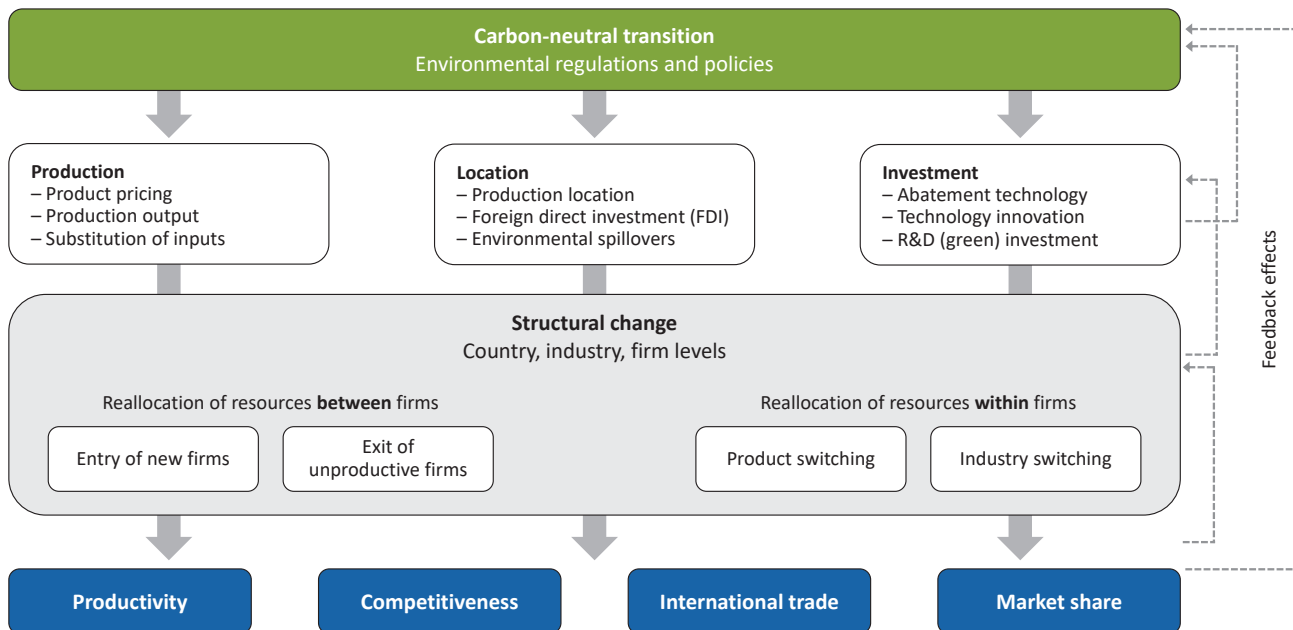 Carbon-neutral transition
Environmental regulations and policies
Production
– Product pricing
– Production output
– Substitution of inputs
Location
– Production location
– Foreign direct investment (FDI)
– Environmental spillovers
Investment
– Abatement technology
– Technology innovation
– R&D (green) investment
Feedback effects
Structural change
Country, industry, firm levels
Reallocation of resources between firms
Entry of new firms
Exit of
unproductive firms
Reallocation of resources within firms
Product switching
Industry switching
Productivity
Competitiveness
International trade
Market share